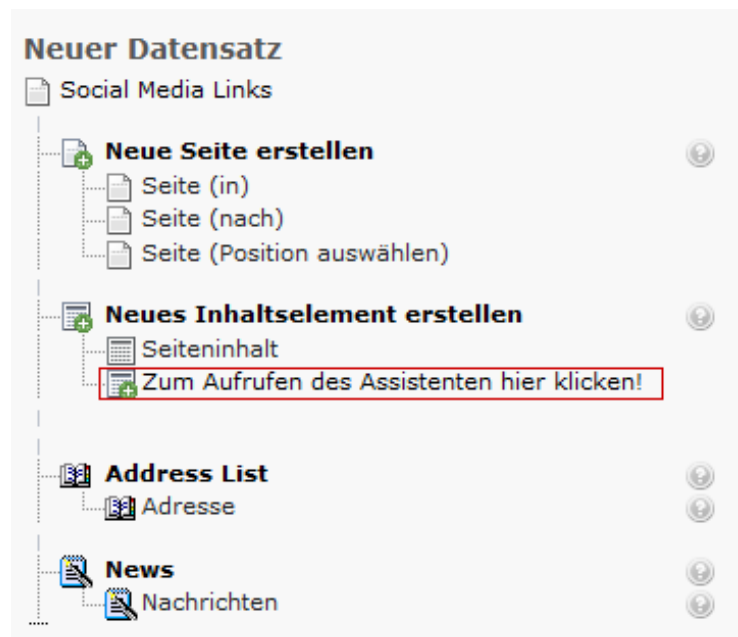 Neuer Datensatz
Social Media Links
Neue Seite erstellen
Seite (in)
Seite (nach)
Seite (Position auswählen)
Neues Inhaltselement erstellen
Seiteninhalt
Zum Aufrufen des Assistenten hier klicken!
Address List
Adresse
News
Nachrichten